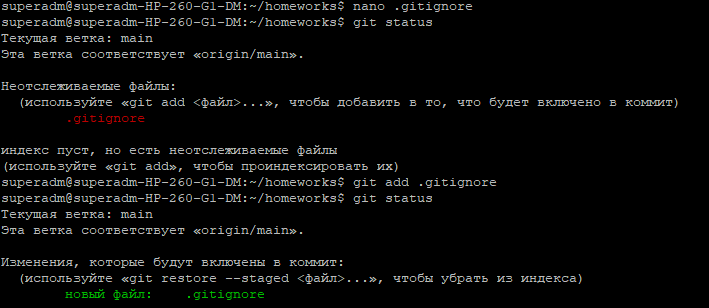 superadm@superadm-HP-260-G1-DM:~/homeworks$ nano .gitignore
superadm@superadm-HP-260-G1-DM:~/homeworks$ git status
Текущая ветка: main
Эта ветка соответствует «origin/main».
Неотслеживаемые файлы:
(используйте «git add <файл>...», чтобы добавить в то, что будет включено в коммит)
.gitignore
индекс пуст, но есть неотслеживаемые файлы
(используйте «git add», чтобы проиндексировать их)
superadm@superadm-HP-260-G1-DM:~/homeworks$ git add .gitignore
superadm@superadm-HP-260-G1-DM:~/homeworks$ git status
Текущая ветка: main
Эта ветка соответствует «origin/main».
Изменения, которые будут включены в коммит:
(используйте «git restore --staged <файл>...», чтобы убрать из индекса)
новый файл:    .gitignore